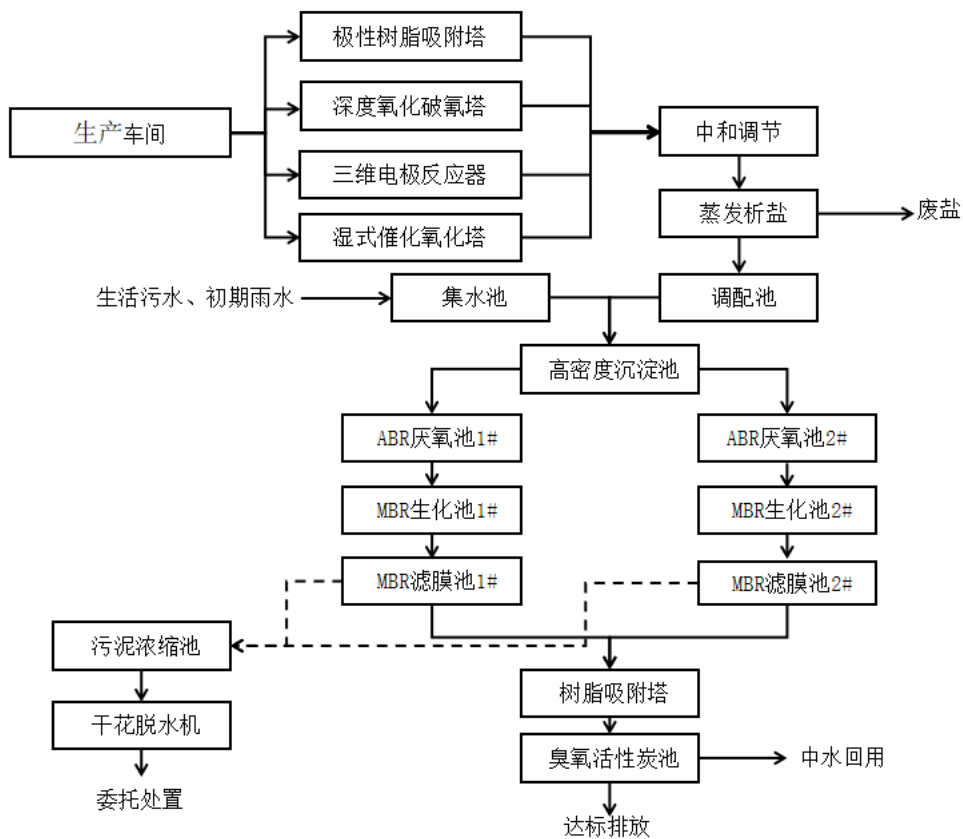 极性树脂吸附塔
深度氧化破氰塔
生产车间
中和调节
三维电极反应器
湿式催化氧化塔
蒸发析盐
废盐
生活污水、初期雨水
集水池
调配池
高密度沉淀池
ABR厌氧池1#
ABR厌氧池2#
MBR生化池1#
MBR生化池2#
MBR滤膜池1#
MBR滤膜池2#
污泥浓缩池
树脂吸附塔
干花脱水机
臭氧活性炭池
中水回用
委托处置
达标排放